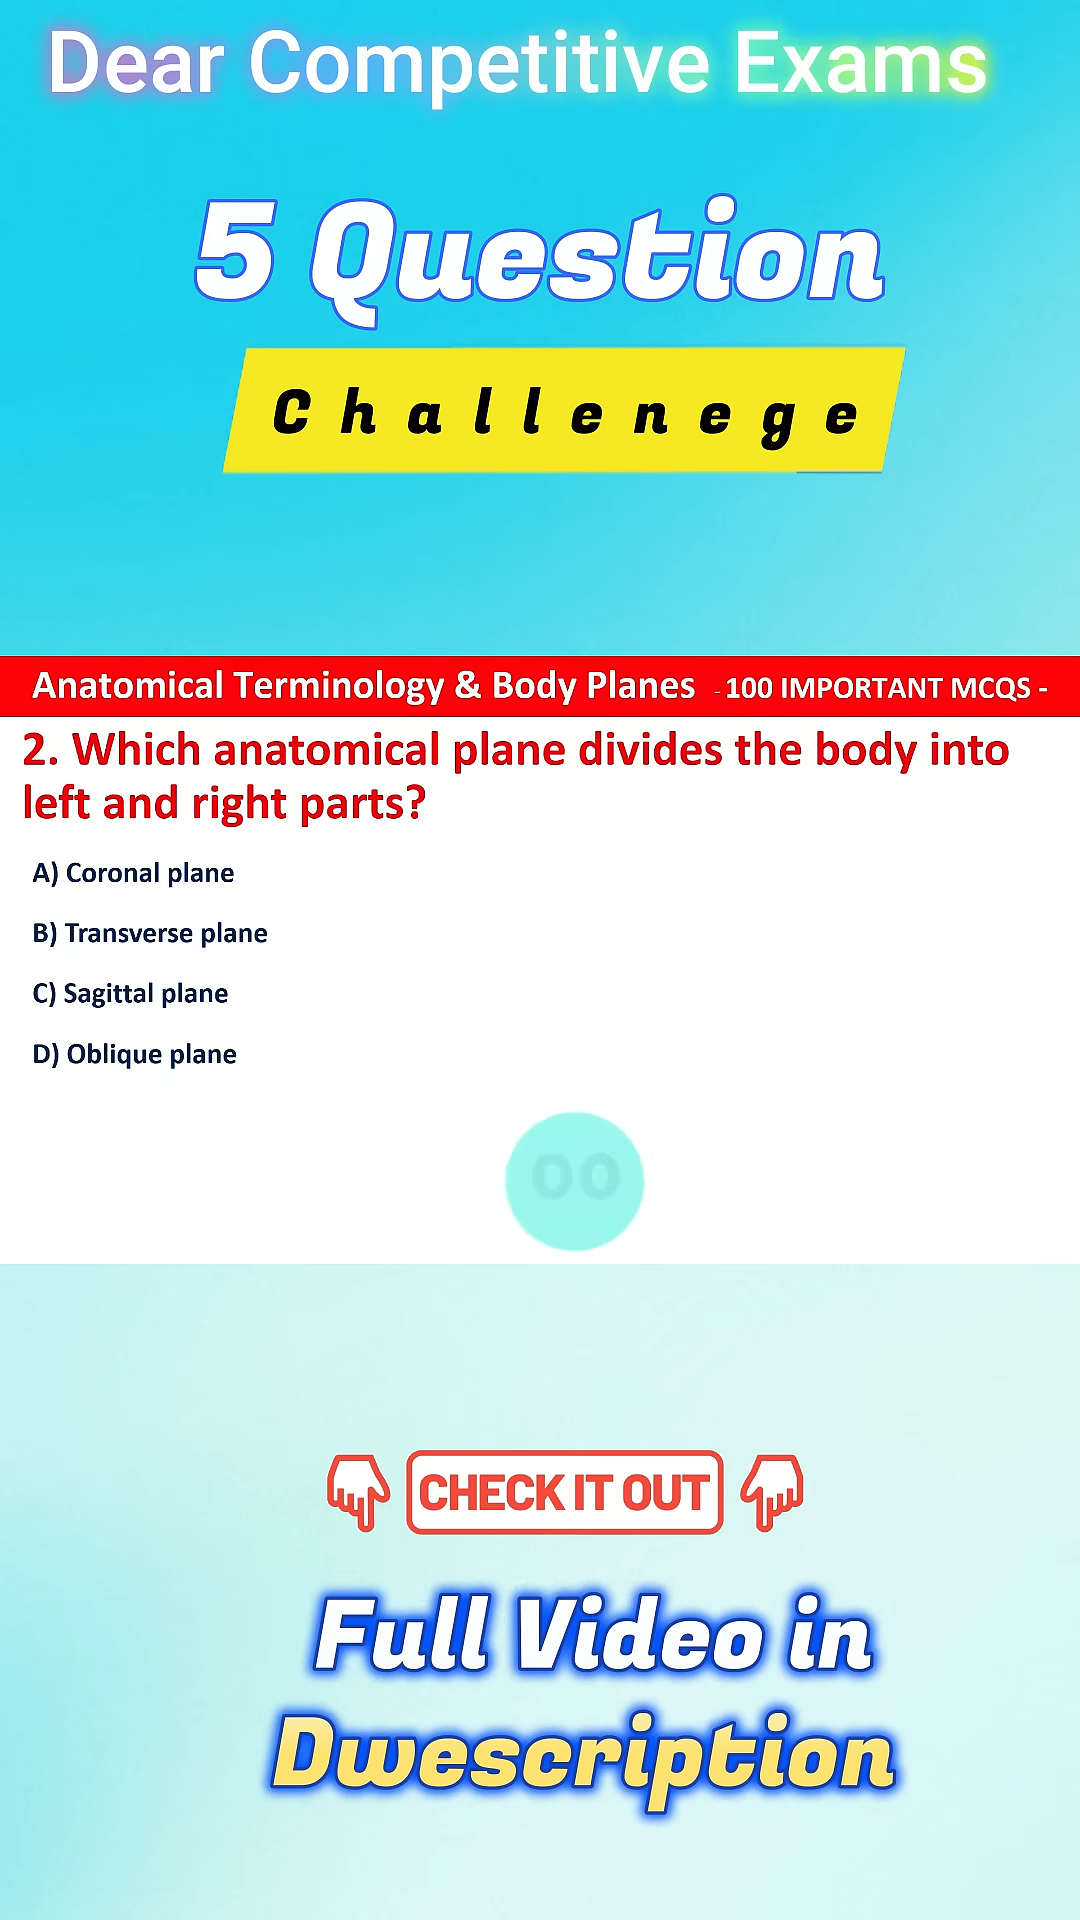 Dear Competitive Exams
5 Question
Challenege
Anatomical Terminology & Body Planes - 100 IMPORTANT MCQS -
2. Which anatomical plane divides the body into
left and right parts?
A) Coronal plane
B) Transverse plane
C) Sagittal plane
D) Oblique plane
00
CHECK IT OUT
Full Video in
Dwescription